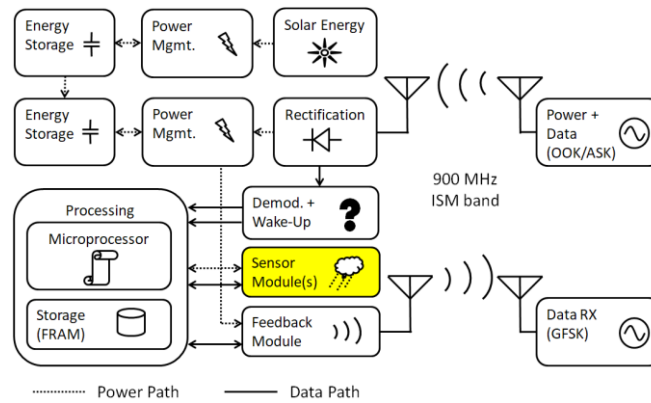 Energy
Storage
Power
Mgmt.
Solar Energy
Energy
Storage
Power
Mgmt.
Rectification
Power +
Data
(OOK/ASK)
900 MHz
ISM band
Processing
Microprocessor
Storage
(FRAM)
Demod. +
Wake-Up
?
Sensor
Module(s)
Feedback
Module
Data RX
(GFSK)
Power Path
Data Path